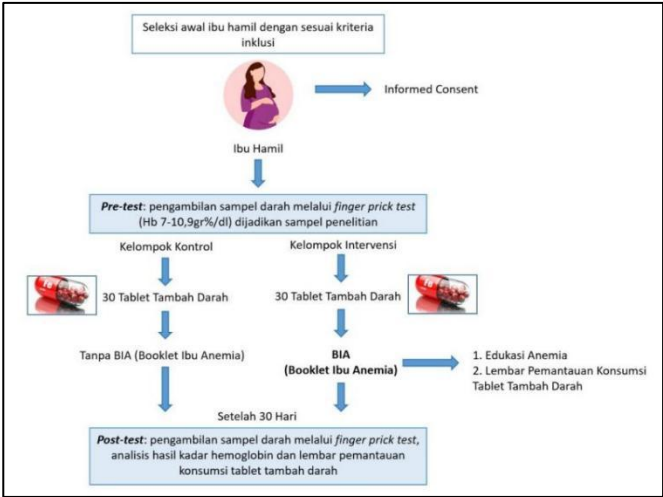 Seleksi awal ibu hamil dengan sesuai kriteria
inklusi
Informed Consent
Ibu Hamil
Pre-test: pengambilan sampel darah melalui finger prick test
(Hb 7-10,9gr%/dl) dijadikan sampel penelitian
Kelompok Kontrol
Kelompok Intervensi
30 Tablet Tambah Darah
30 Tablet Tambah Darah
Tanpa BIA (Booklet Ibu Anemia)
BIA
(Booklet Ibu Anemia)
1. Edukasi Anemia
2. Lembar Pemantauan Konsumsi
Tablet Tambah Darah
Setelah 30 Hari
Post-test: pengambilan sampel darah melalui finger prick test,
analisis hasil kadar hemoglobin dan lembar pemantauan
konsumsi tablet tambah darah